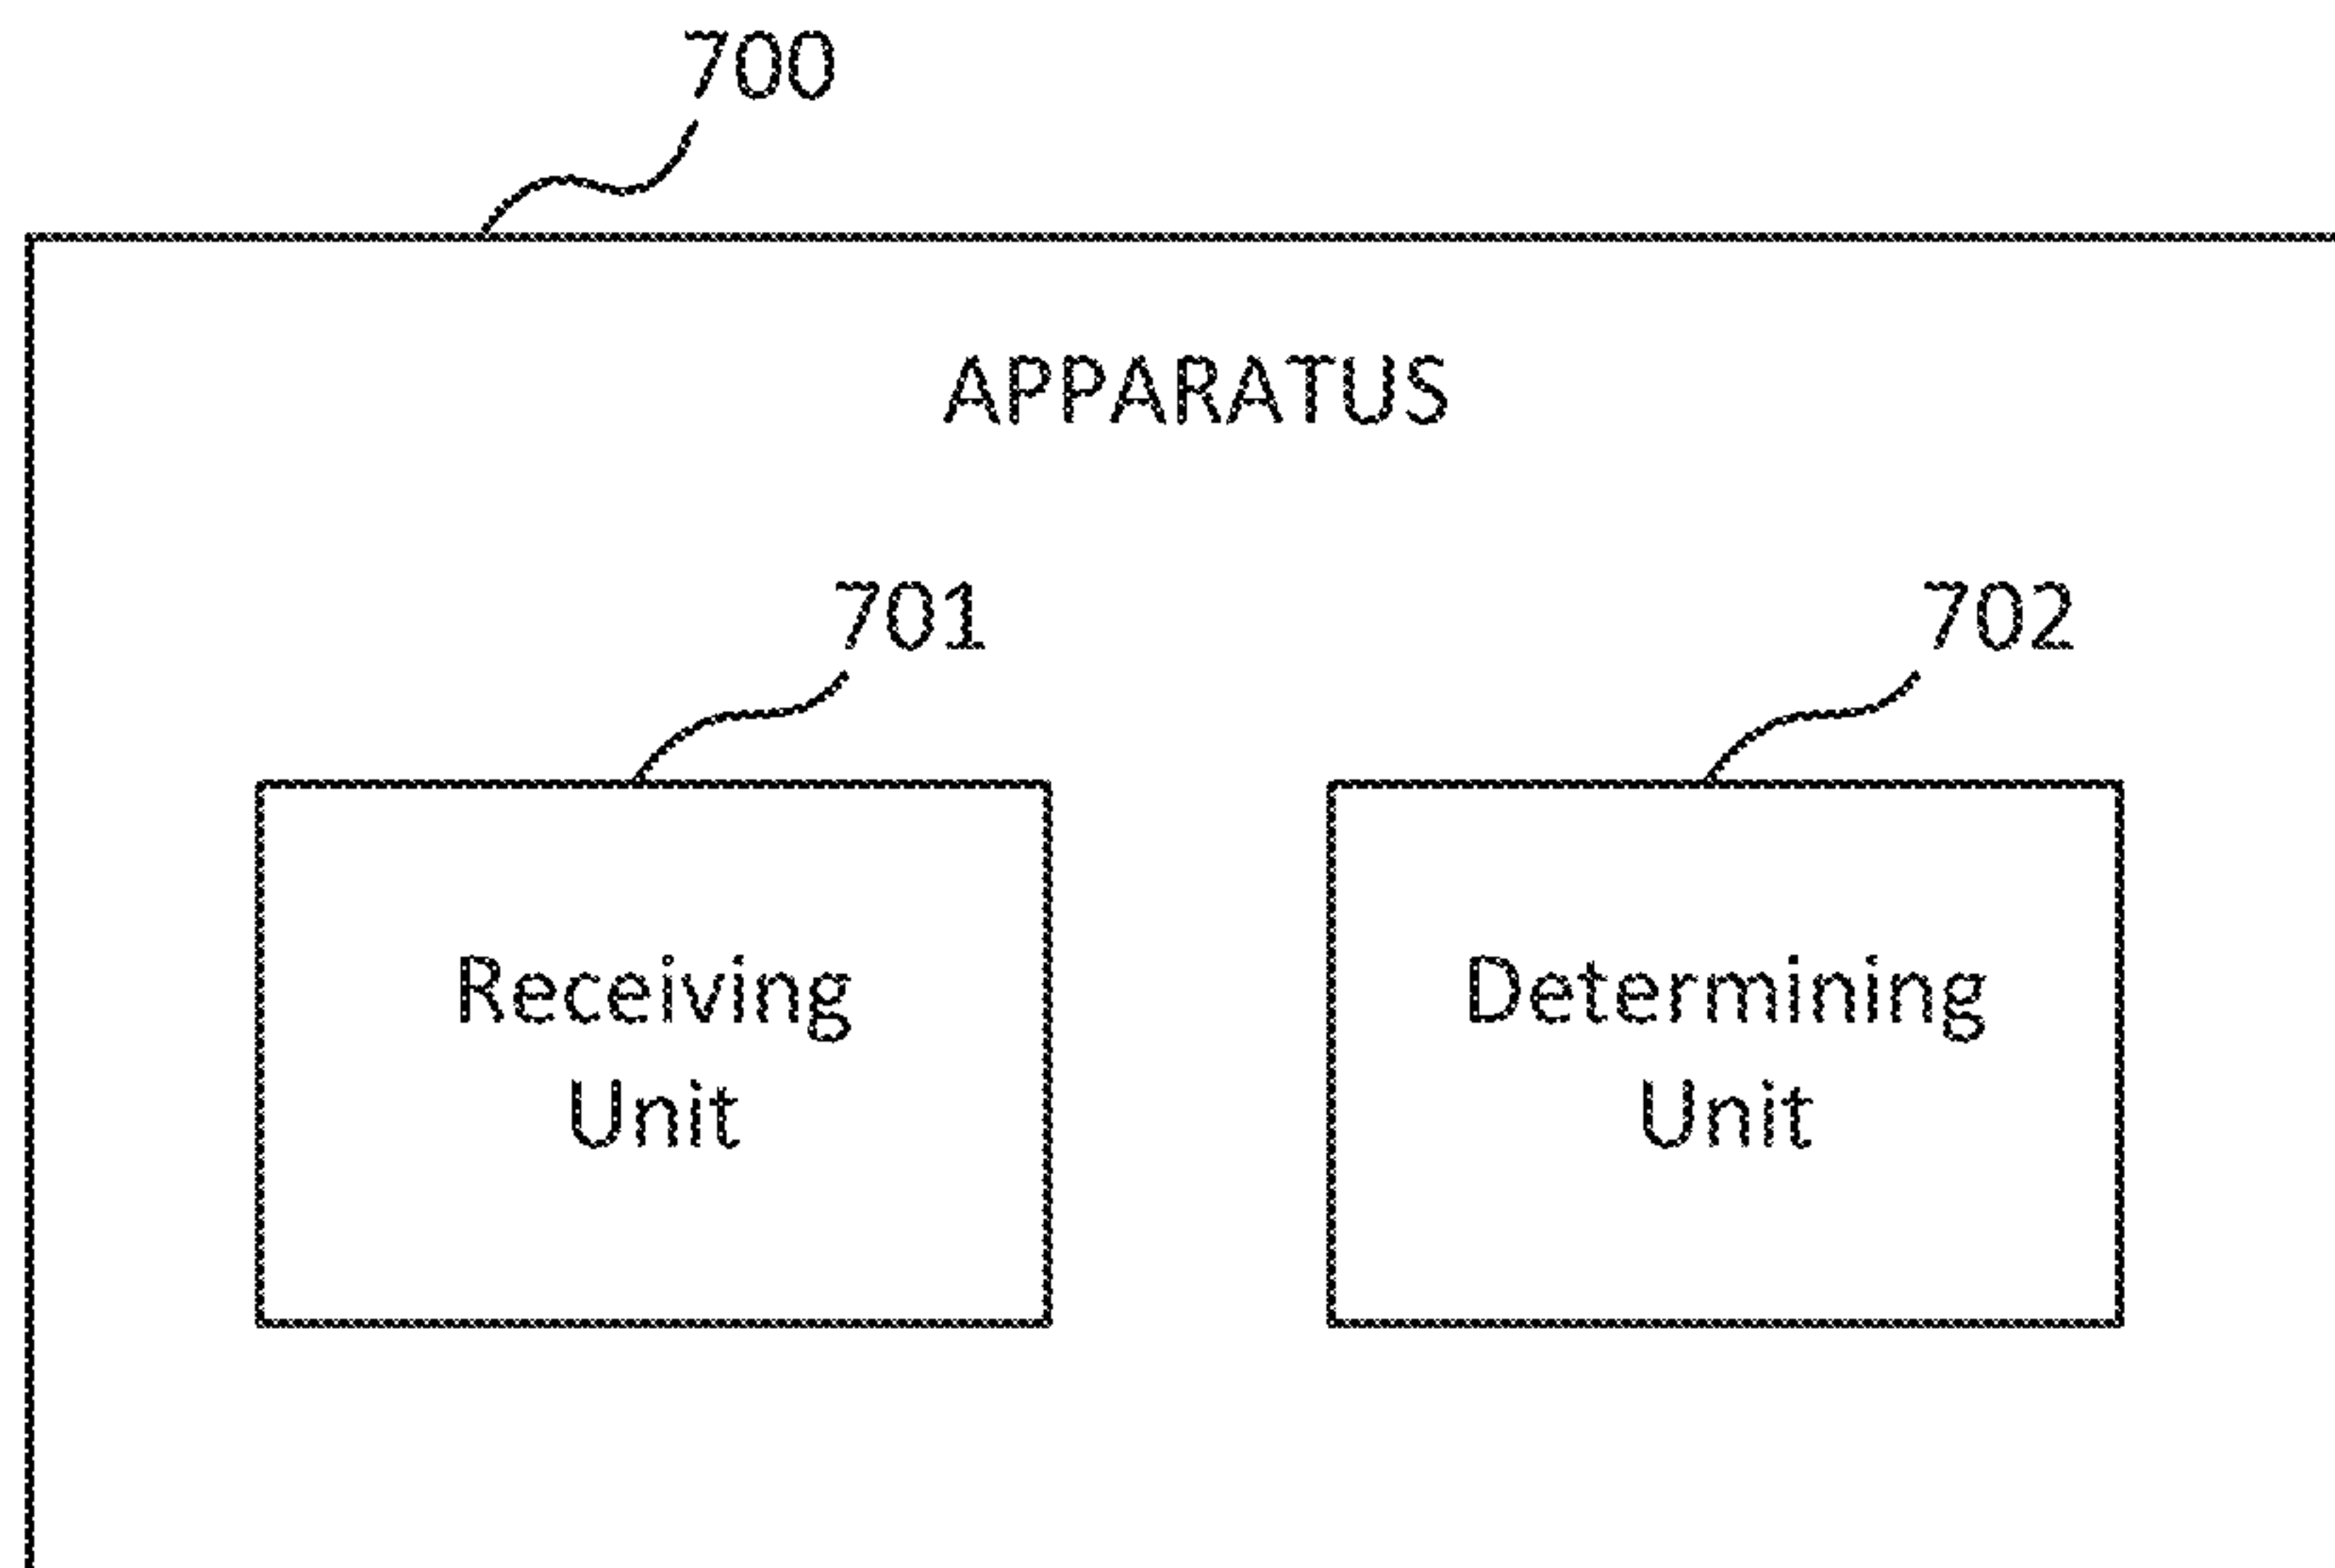 700
APPARATUS
701
702
Receiving
Unit
Determining
Unit